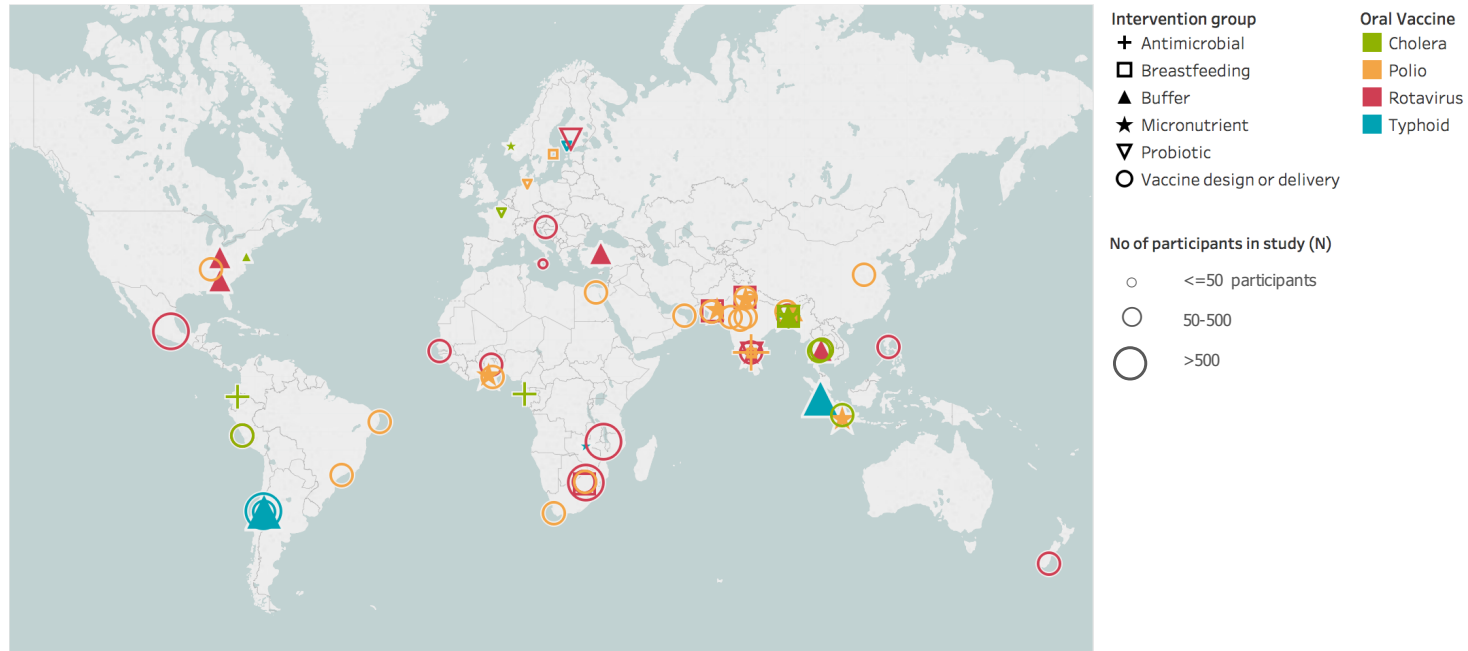 Intervention group
Antimicrobial
Breastfeeding
Buffer
Micronutrient
Probiotic
Vaccine design or delivery
Oral Vaccine
Cholera
Polio
Rotavirus
Typhoid
No of participants in study (N)
<=50 participants
50-500
>500